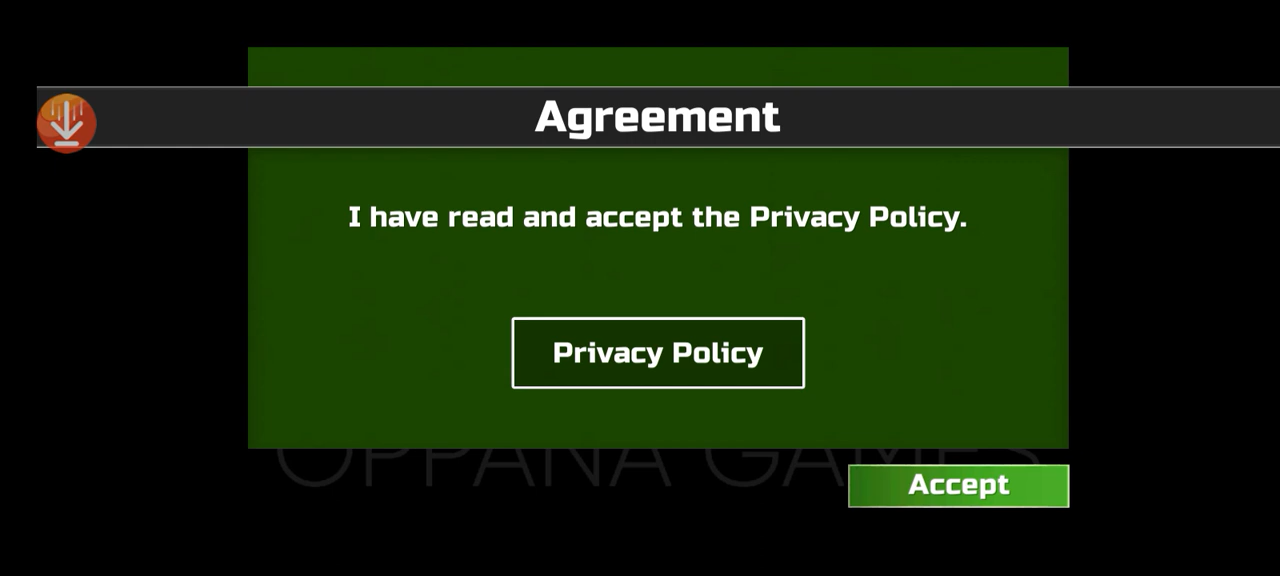 Agreement
I have read and accept the Privacy Policy.
Privacy Policy
OPPANA GAMES
Accept